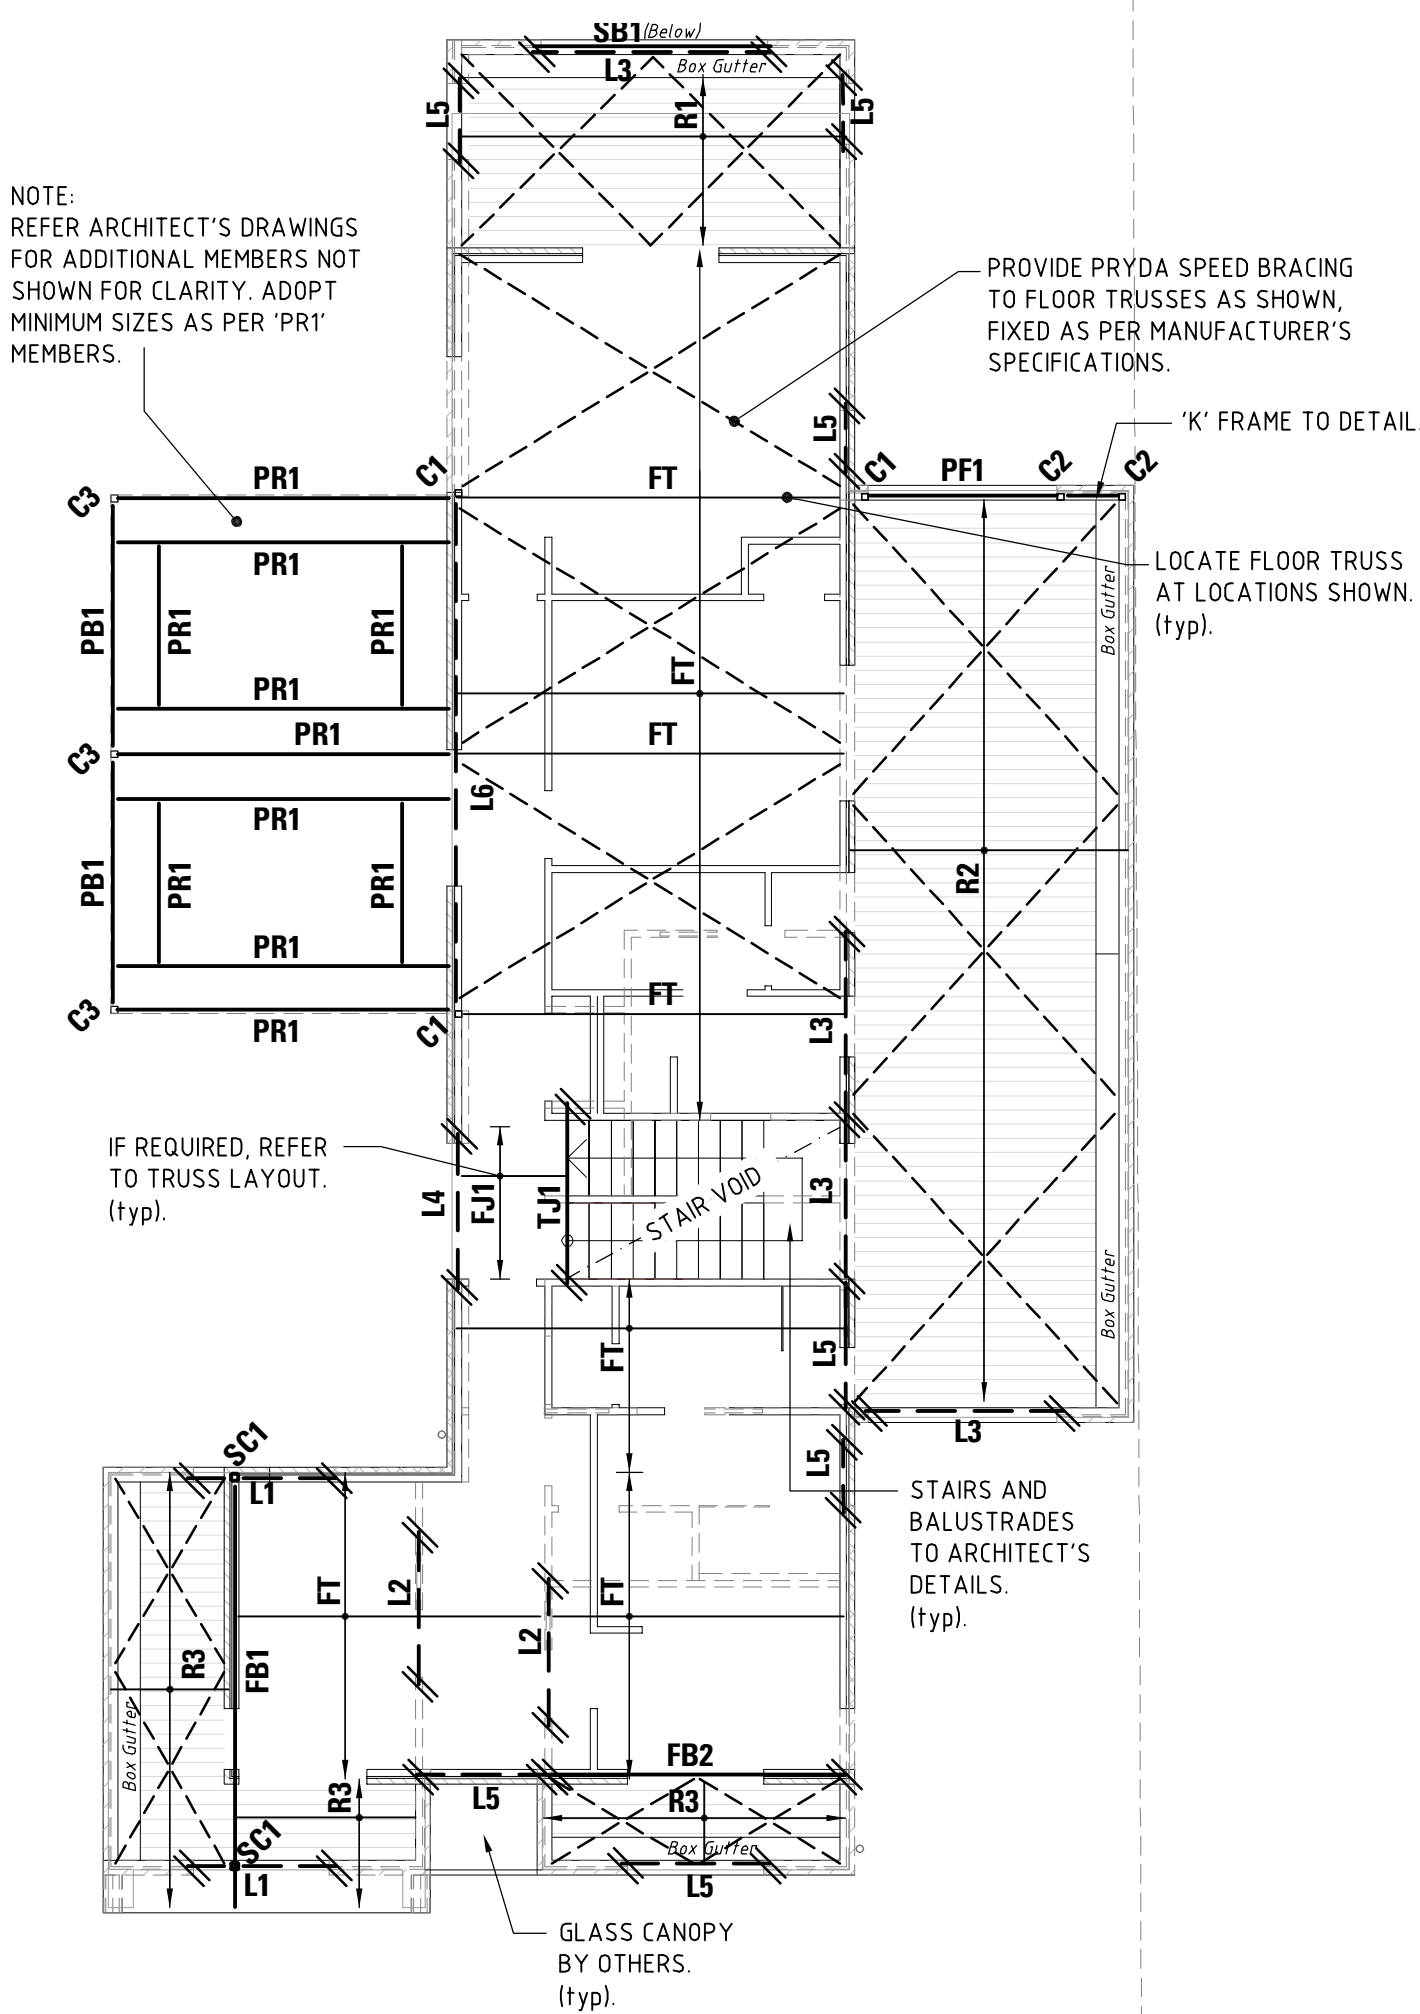 SB1 (Below)
L3
Box Gutter
L5
R1
L5
NOTE:
REFER ARCHITECT'S DRAWINGS
FOR ADDITIONAL MEMBERS NOT
SHOWN FOR CLARITY. ADOPT
MINIMUM SIZES AS PER 'PR1'
MEMBERS.
PROVIDE PRYDA SPEED BRACING
TO FLOOR TRUSSES AS SHOWN,
FIXED AS PER MANUFACTURER'S
SPECIFICATIONS.
L5
'K' FRAME TO DETAIL.
C3
PR1
C1
FT
C1
PF1
C2
C2
PR1
LOCATE FLOOR TRUSS
AT LOCATIONS SHOWN.
(typ).
Box Gutter
PB1
PR1
PR1
PR1
FT
C3
PR1
FT
L6
PR1
PB1
PR1
PR1
R2
PR1
C3
PR1
C1
FT
L3
IF REQUIRED, REFER
TO TRUSS LAYOUT.
(typ).
L4
FJ1
TJ1
STAIR VOID
L3
Box Gutter
FT
L5
L3
SC1
L1
L5
STAIRS AND
BALUSTRADES
TO ARCHITECT'S
DETAILS.
(typ).
FT
L2
FT
L2
R3
FB1
Box Gutter
FB2
R3
L5
R3
Box Gutter
SC1
L1
L5
GLASS CANOPY
BY OTHERS.
(typ).